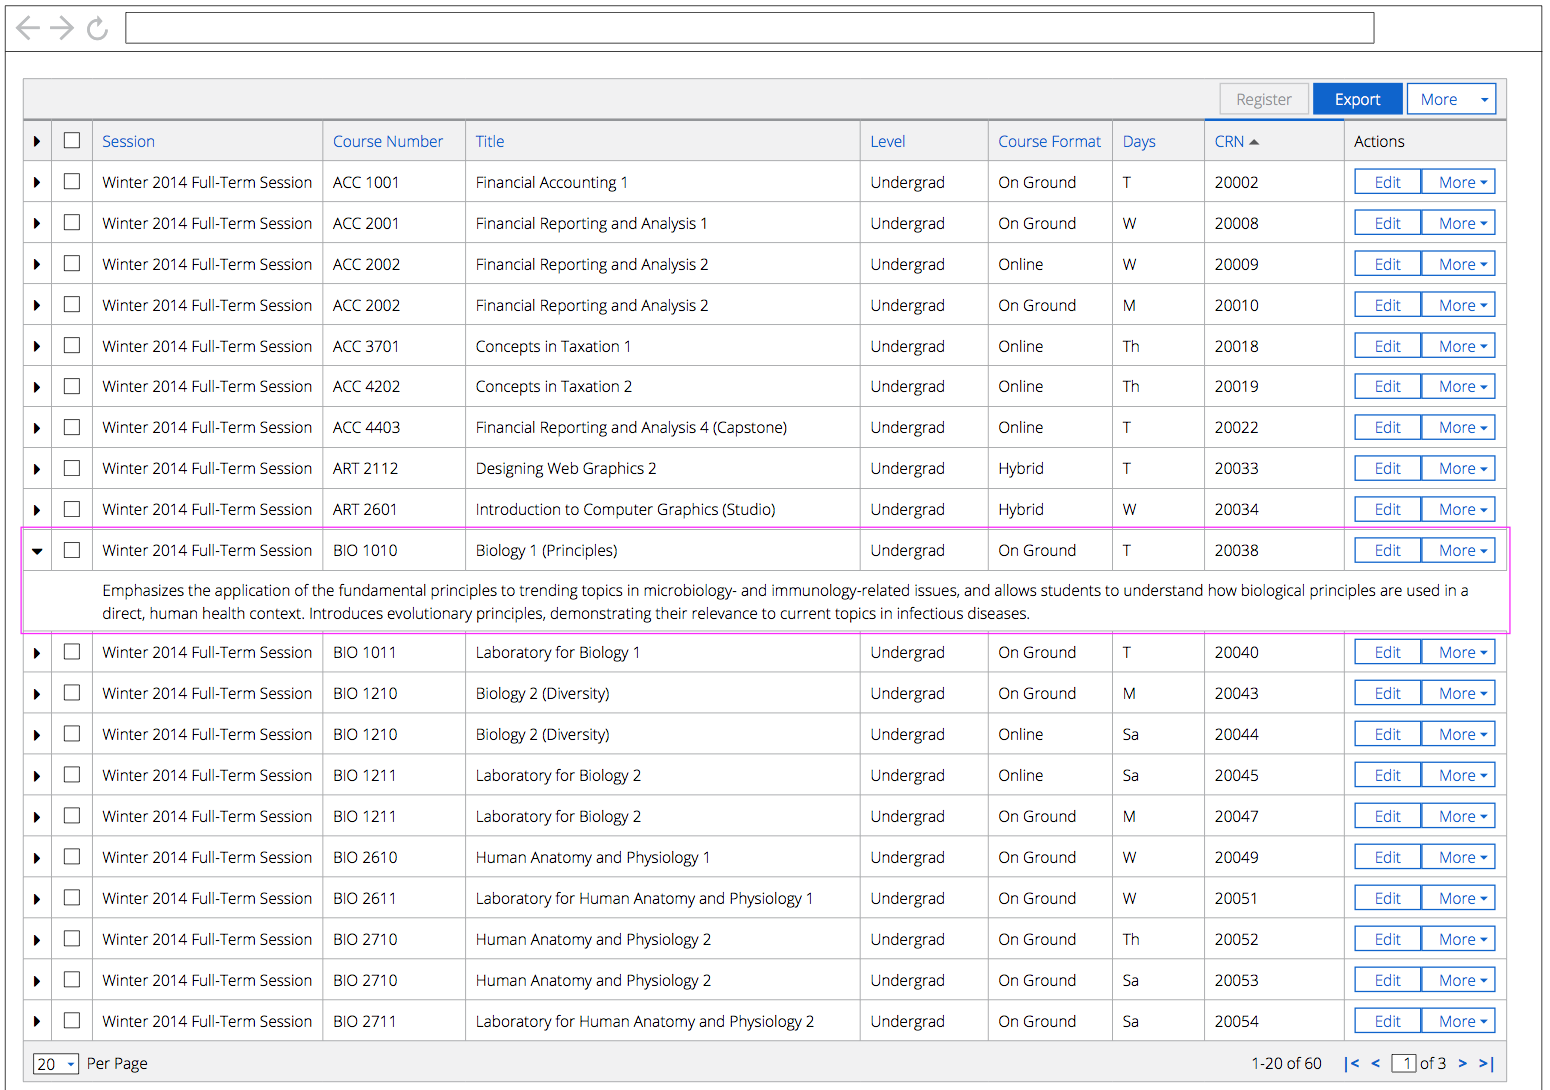 Register Export More
Session Course Number Title Level Course Format Days CRN Actions
Winter 2014 Full-Term Session ACC 1001 Financial Accounting 1 Undergrad On Ground T 20002 Edit More
Winter 2014 Full-Term Session ACC 2001 Financial Reporting and Analysis 1 Undergrad On Ground W 20008 Edit More
Winter 2014 Full-Term Session ACC 2002 Financial Reporting and Analysis 2 Undergrad Online W 20009 Edit More
Winter 2014 Full-Term Session ACC 2002 Financial Reporting and Analysis 2 Undergrad On Ground M 20010 Edit More
Winter 2014 Full-Term Session ACC 3701 Concepts in Taxation 1 Undergrad Online Th 20018 Edit More
Winter 2014 Full-Term Session ACC 4202 Concepts in Taxation 2 Undergrad Online Th 20019 Edit More
Winter 2014 Full-Term Session ACC 4403 Financial Reporting and Analysis 4 (Capstone) Undergrad Online T 20022 Edit More
Winter 2014 Full-Term Session ART 2112 Designing Web Graphics 2 Undergrad Hybrid T 20033 Edit More
Winter 2014 Full-Term Session ART 2601 Introduction to Computer Graphics (Studio) Undergrad Hybrid W 20034 Edit More
Winter 2014 Full-Term Session BIO 1010 Biology 1 (Principles) Undergrad On Ground T 20038 Edit More
Emphasizes the application of the fundamental principles to trending topics in microbiology- and immunology-related issues, and allows students to understand how biological principles are used in a
direct, human health context. Introduces evolutionary principles, demonstrating their relevance to current topics in infectious diseases.
Winter 2014 Full-Term Session BIO 1011 Laboratory for Biology 1 Undergrad On Ground T 20040 Edit More
Winter 2014 Full-Term Session BIO 1210 Biology 2 (Diversity) Undergrad On Ground M 20043 Edit More
Winter 2014 Full-Term Session BIO 1210 Biology 2 (Diversity) Undergrad Online Sa 20044 Edit More
Winter 2014 Full-Term Session BIO 1211 Laboratory for Biology 2 Undergrad Online Sa 20045 Edit More
Winter 2014 Full-Term Session BIO 1211 Laboratory for Biology 2 Undergrad On Ground M 20047 Edit More
Winter 2014 Full-Term Session BIO 2610 Human Anatomy and Physiology 1 Undergrad On Ground W 20049 Edit More
Winter 2014 Full-Term Session BIO 2611 Laboratory for Human Anatomy and Physiology 1 Undergrad On Ground W 20051 Edit More
Winter 2014 Full-Term Session BIO 2710 Human Anatomy and Physiology 2 Undergrad On Ground Th 20052 Edit More
Winter 2014 Full-Term Session BIO 2710 Human Anatomy and Physiology 2 Undergrad On Ground Sa 20053 Edit More
Winter 2014 Full-Term Session BIO 2711 Laboratory for Human Anatomy and Physiology 2 Undergrad On Ground Sa 20054 Edit More
20 Per Page 1-20 of 60 |< < 1 of 3 > >|